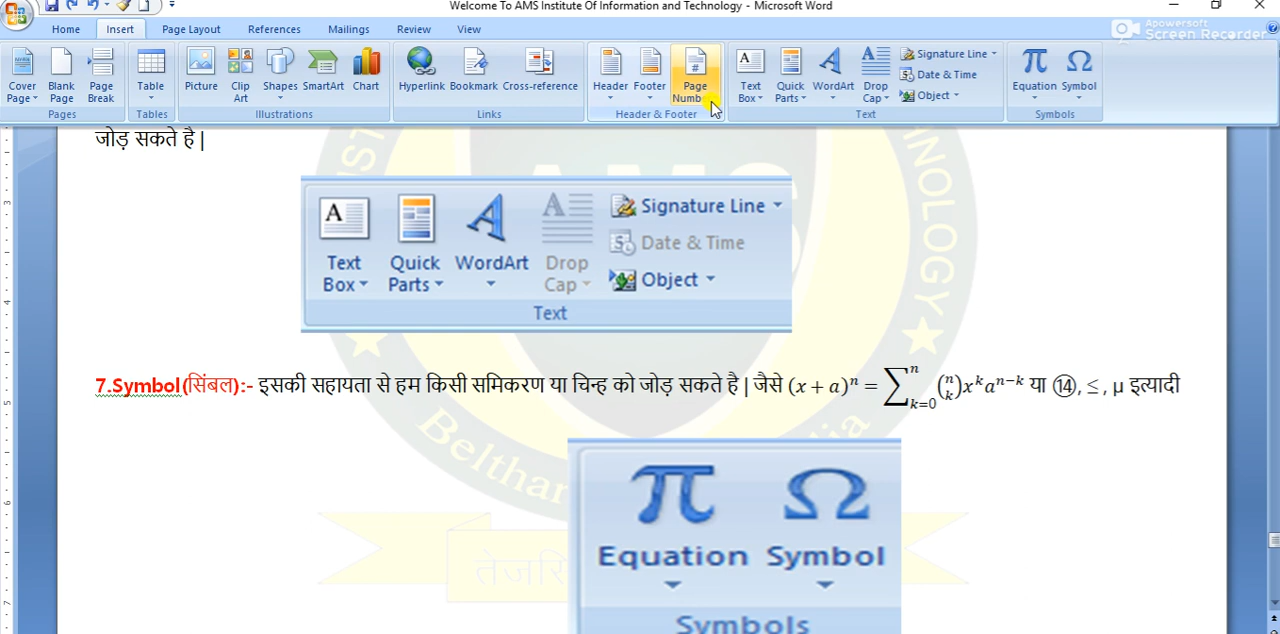 Welcome To AMS Institute Of Information and Technology - Microsoft Word
Apowersoft
Screen Recorder
Home Insert Page Layout References Mailings Review View
Cover Page Blank Page Page Break Table Picture Clip Art Shapes SmartArt Chart Hyperlink Bookmark Cross-reference Header Footer Page Text Box Quick Parts WordArt Drop Cap Signature Line Date & Time Object Equation Symbol
Pages Tables Illustrations Links Header & Footer Text Symbols
जोड़ सकते है |
AMS
Text Box Quick Parts WordArt Drop Cap Signature Line
Date & Time
Object
Text
7.Symbol(सिंबल):- इसकी सहायता से हम किसी समिकरण या चिन्ह को जोड़ सकते है | जैसे (x + a)ⁿ = ∑ₖ₌₀ⁿ (ⁿₖ)xᵏaⁿ⁻ᵏ या ⑭, ≤ , µ इत्यादी
Equation Symbol
Symbols